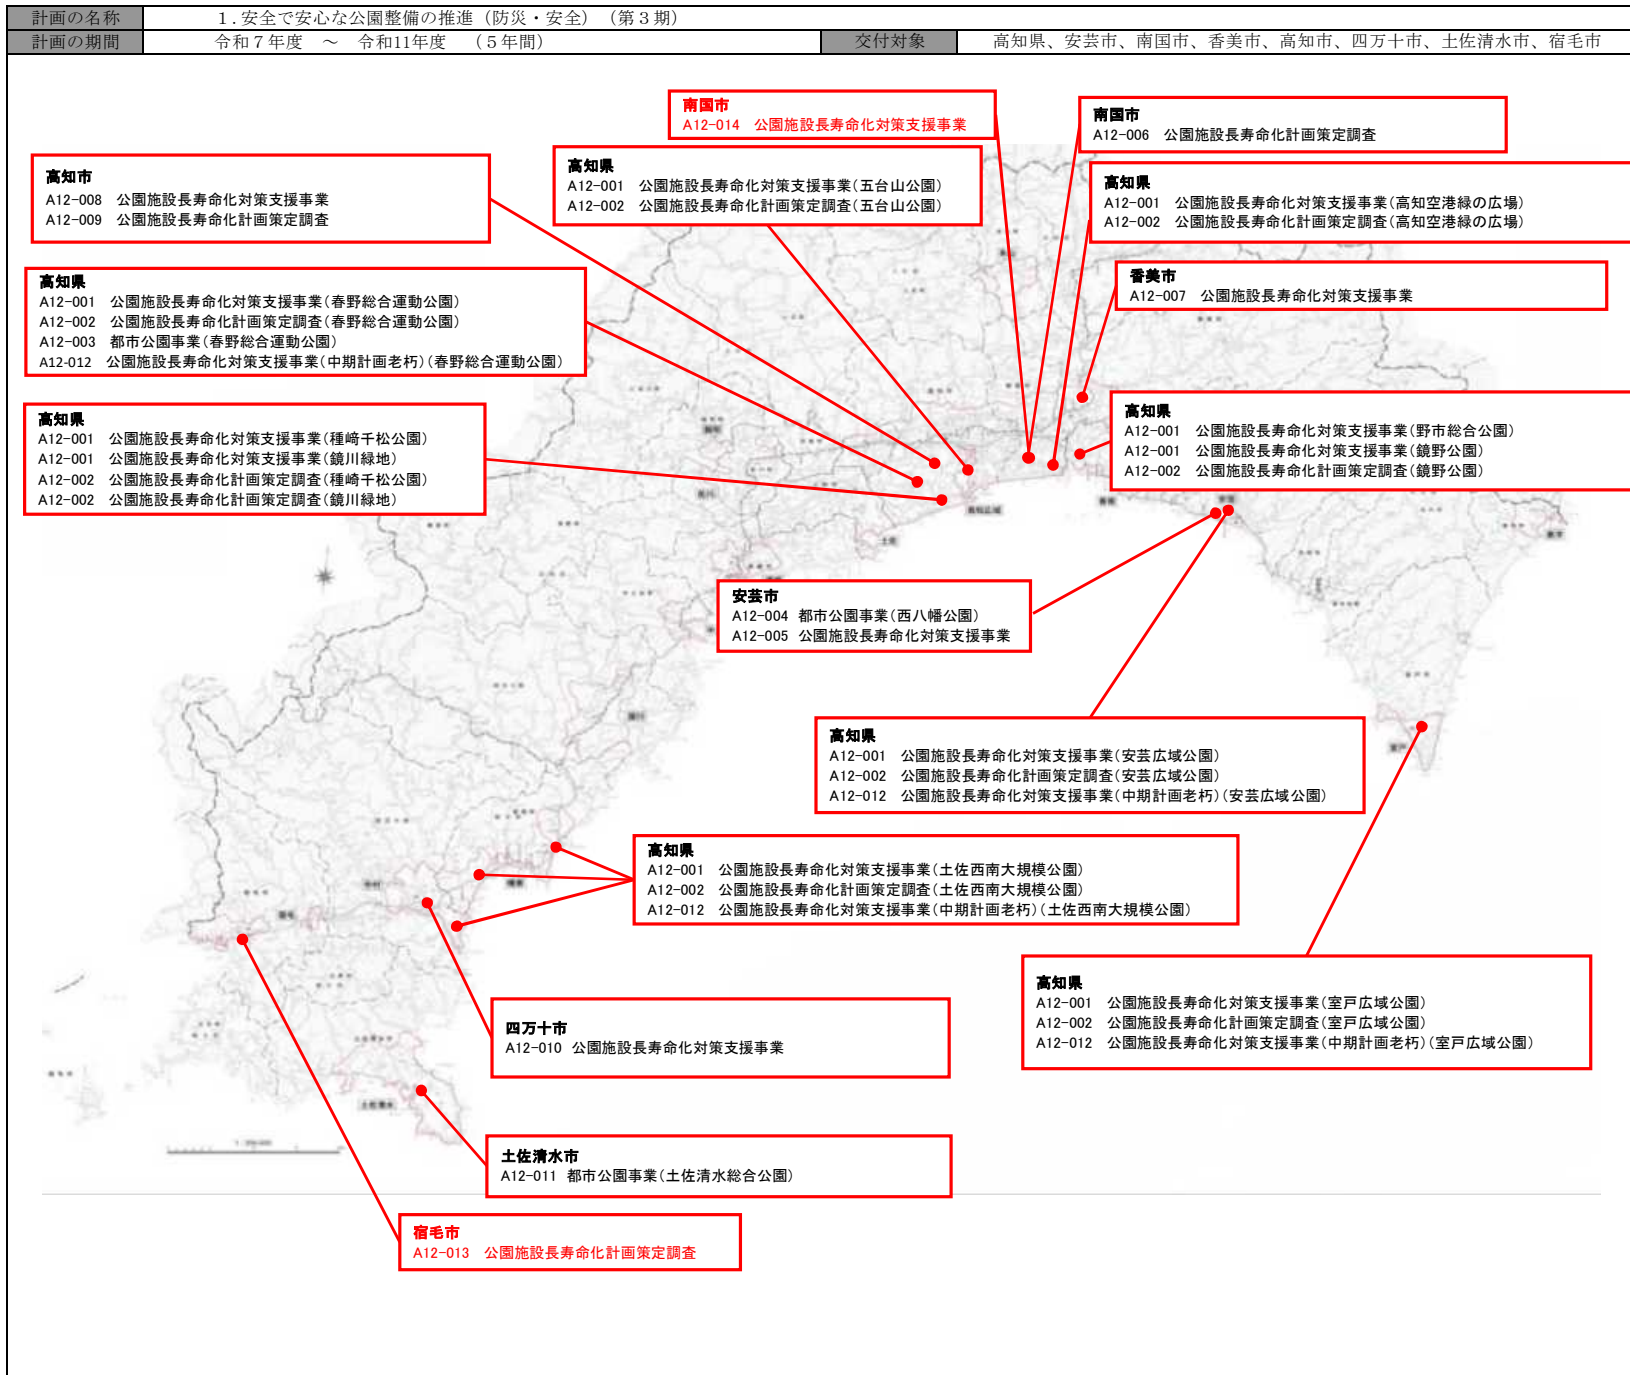 計画の名称 1.安全で安心な公園整備の推進（防災・安全）（第３期）
計画の期間 令和７年度 ～ 令和11年度 （５年間） 交付対象 高知県、安芸市、南国市、香美市、高知市、四万十市、土佐清水市、宿毛市
南国市
A12-014 公園施設長寿命化対策支援事業
南国市
A12-006 公園施設長寿命化計画策定調査
高知市
A12-008 公園施設長寿命化対策支援事業
A12-009 公園施設長寿命化計画策定調査
高知県
A12-001 公園施設長寿命化対策支援事業(五台山公園)
A12-002 公園施設長寿命化計画策定調査(五台山公園)
高知県
A12-001 公園施設長寿命化対策支援事業(高知空港緑の広場)
A12-002 公園施設長寿命化計画策定調査(高知空港緑の広場)
高知県
A12-001 公園施設長寿命化対策支援事業(春野総合運動公園)
A12-002 公園施設長寿命化計画策定調査(春野総合運動公園)
A12-003 都市公園事業(春野総合運動公園)
A12-012 公園施設長寿命化対策支援事業(中期計画老朽)(春野総合運動公園)
香美市
A12-007 公園施設長寿命化対策支援事業
高知県
A12-001 公園施設長寿命化対策支援事業(種﨑千松公園)
A12-001 公園施設長寿命化対策支援事業(鏡川緑地)
A12-002 公園施設長寿命化計画策定調査(種崎千松公園)
A12-002 公園施設長寿命化計画策定調査(鏡川緑地)
高知県
A12-001 公園施設長寿命化対策支援事業(野市総合公園)
A12-001 公園施設長寿命化対策支援事業(鏡野公園)
A12-002 公園施設長寿命化計画策定調査(鏡野公園)
安芸市
A12-004 都市公園事業(西八幡公園)
A12-005 公園施設長寿命化対策支援事業
高知県
A12-001 公園施設長寿命化対策支援事業(安芸広域公園)
A12-002 公園施設長寿命化計画策定調査(安芸広域公園)
A12-012 公園施設長寿命化対策支援事業(中期計画老朽)(安芸広域公園)
高知県
A12-001 公園施設長寿命化対策支援事業(土佐西南大規模公園)
A12-002 公園施設長寿命化計画策定調査(土佐西南大規模公園)
A12-012 公園施設長寿命化対策支援事業(中期計画老朽)(土佐西南大規模公園)
高知県
A12-001 公園施設長寿命化対策支援事業(室戸広域公園)
A12-002 公園施設長寿命化計画策定調査(室戸広域公園)
A12-012 公園施設長寿命化対策支援事業(中期計画老朽)(室戸広域公園)
四万十市
A12-010 公園施設長寿命化対策支援事業
土佐清水市
A12-011 都市公園事業(土佐清水総合公園)
宿毛市
A12-013 公園施設長寿命化計画策定調査